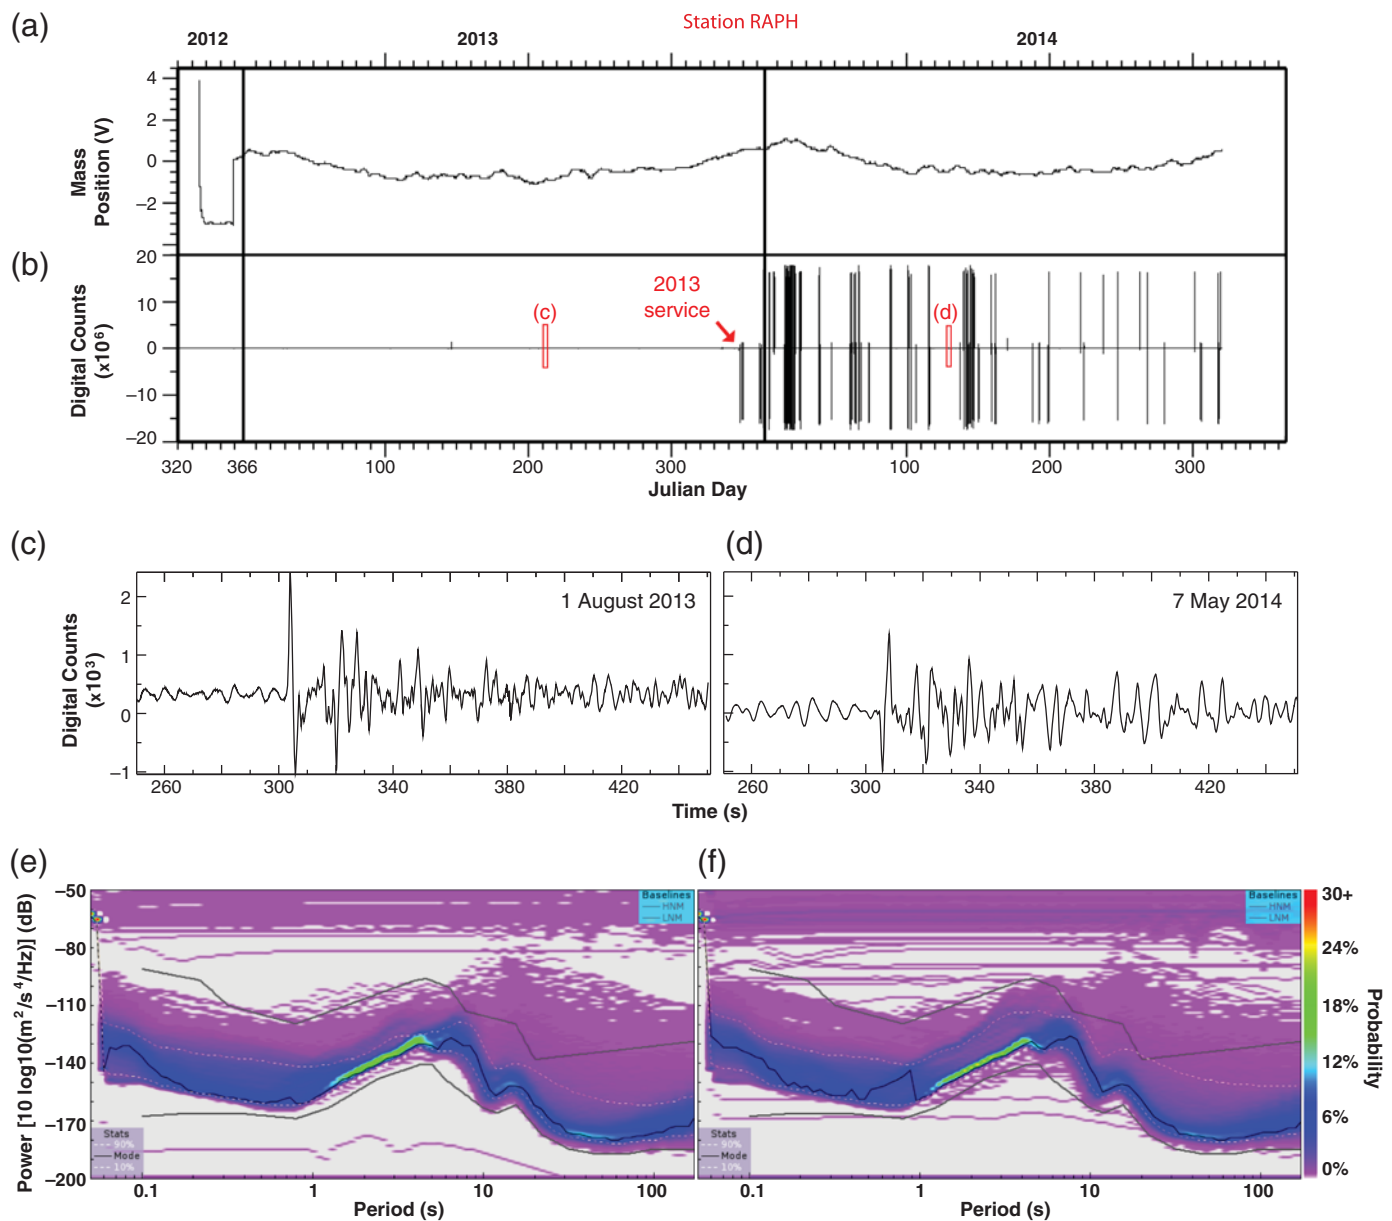 (a)
Station RAPH
2012 2013 2014
4
2
0
−2
Mass
Position (V)
(b)
20
10
0
−10
−20
Digital Counts
(x10⁶)
(c)
2013
service
(d)
320 366 100 200 300 100 200 300
Julian Day
(c)
(d)
1 August 2013
7 May 2014
2
1
0
−1
Digital Counts
(x10³)
260 300 340 380 420
260 300 340 380 420
Time (s)
(e)
(f)
−50
−80
−110
−140
−170
−200
Power [10 log10(m²/s⁴/Hz)] (dB)
Baselines
HNM
LNM
Stats
90%
Mode
10%
Baselines
HNM
LNM
Stats
90%
Mode
10%
30+
24%
18%
12%
6%
0%
Probability
0.1 1 10 100
0.1 1 10 100
Period (s)
Period (s)